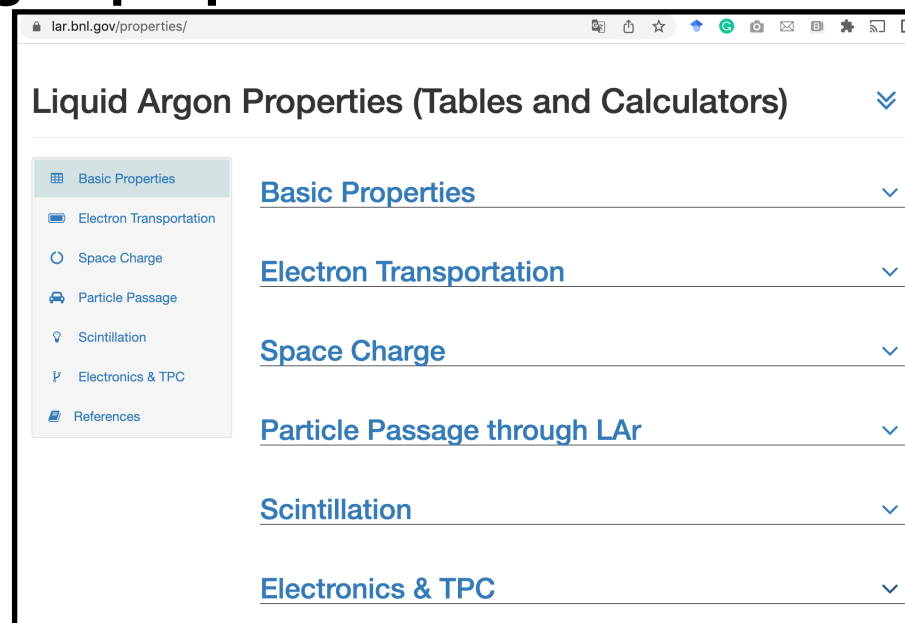 lar.bnl.gov/properties/
Liquid Argon Properties (Tables and Calculators)
Basic Properties
Electron Transportation
Space Charge
Particle Passage
Scintillation
Electronics & TPC
References
Basic Properties
Electron Transportation
Space Charge
Particle Passage through LAr
Scintillation
Electronics & TPC